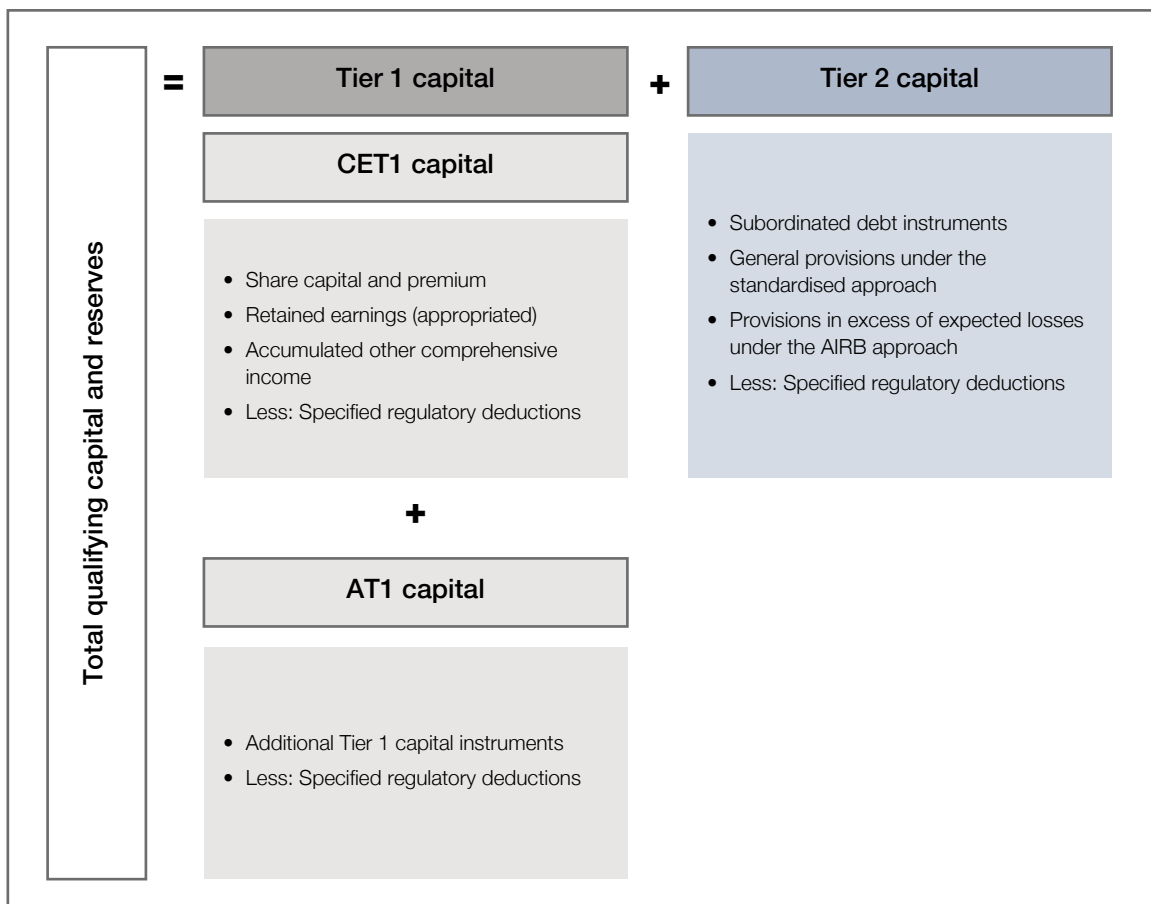 Total qualifying capital and reserves
=
Tier 1 capital
+
Tier 2 capital
CET1 capital
• Share capital and premium
• Retained earnings (appropriated)
• Accumulated other comprehensive
income
• Less: Specified regulatory deductions
+
AT1 capital
• Additional Tier 1 capital instruments
• Less: Specified regulatory deductions
• Subordinated debt instruments
• General provisions under the
standardised approach
• Provisions in excess of expected losses
under the AIRB approach
• Less: Specified regulatory deductions